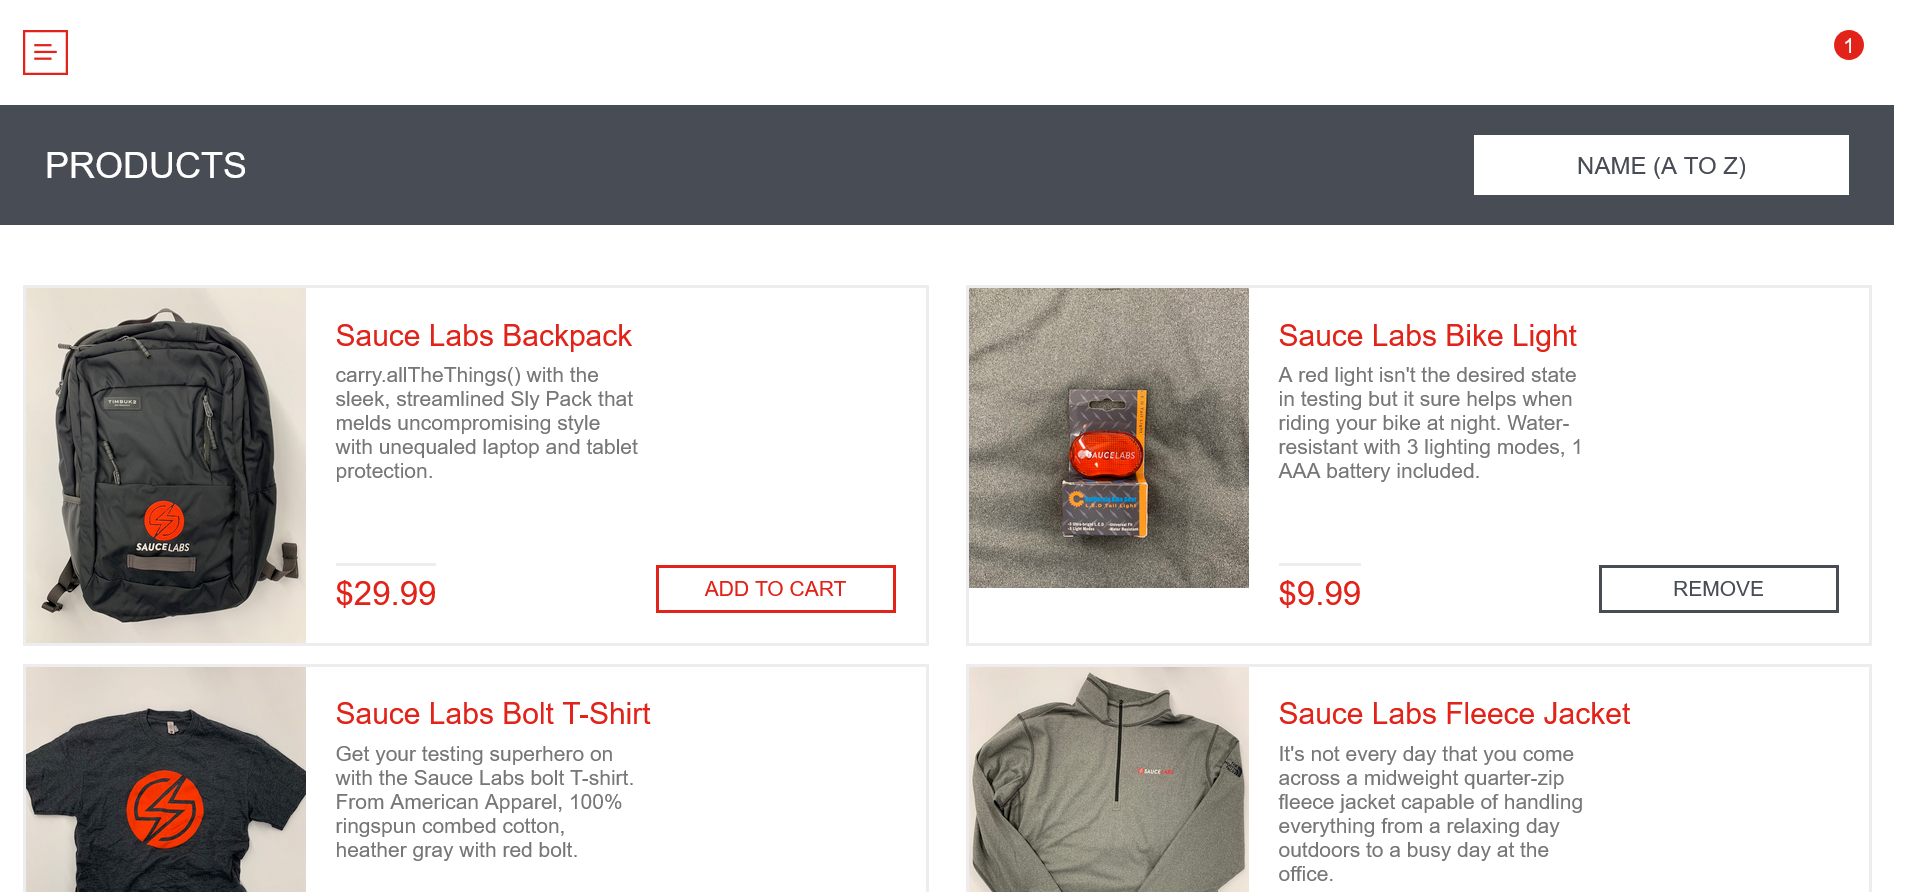 1
PRODUCTS
NAME (A TO Z)
TIMBUK2
SAUCELABS
Sauce Labs Backpack
carry.allTheThings() with the
sleek, streamlined Sly Pack that
melds uncompromising style
with unequaled laptop and tablet
protection.
$29.99
ADD TO CART
SAUCELABS
L.E.D Tail Light
Sauce Labs Bike Light
A red light isn't the desired state
in testing but it sure helps when
riding your bike at night. Water-
resistant with 3 lighting modes, 1
AAA battery included.
$9.99
REMOVE
Sauce Labs Bolt T-Shirt
Get your testing superhero on
with the Sauce Labs bolt T-shirt.
From American Apparel, 100%
ringspun combed cotton,
heather gray with red bolt.
SAUCELABS
Sauce Labs Fleece Jacket
It's not every day that you come
across a midweight quarter-zip
fleece jacket capable of handling
everything from a relaxing day
outdoors to a busy day at the
office.